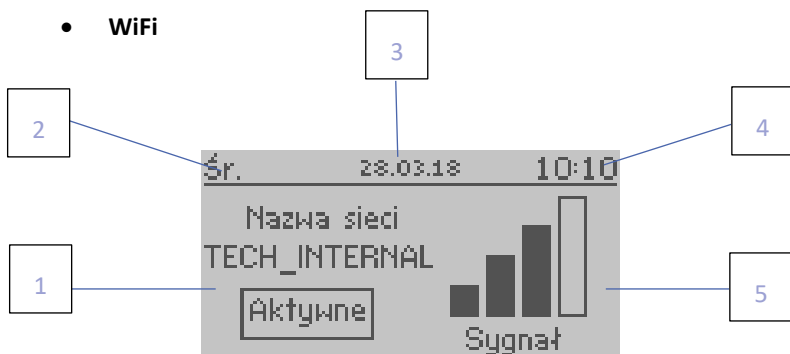 • WiFi
3
2
4
Śr. 28.03.18 10:10
Nazwa sieci
TECH_INTERNAL
1
5
Aktywne
Sygnał